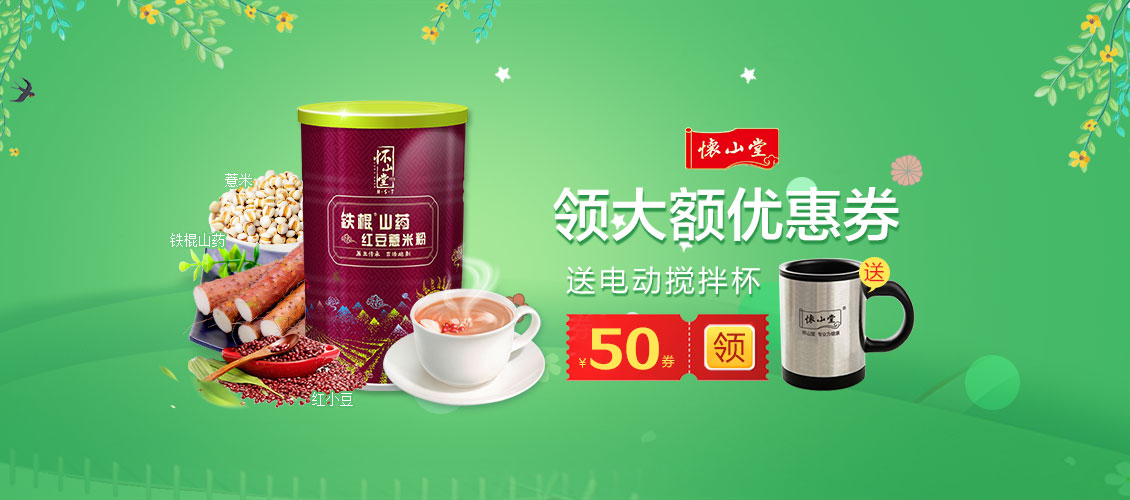 懷山堂
领大额优惠券
送电动搅拌杯
¥50券
领
送
懷山堂
怀山堂
H·S·T
铁棍山药
红豆薏米粉
薏米
铁棍山药
红小豆